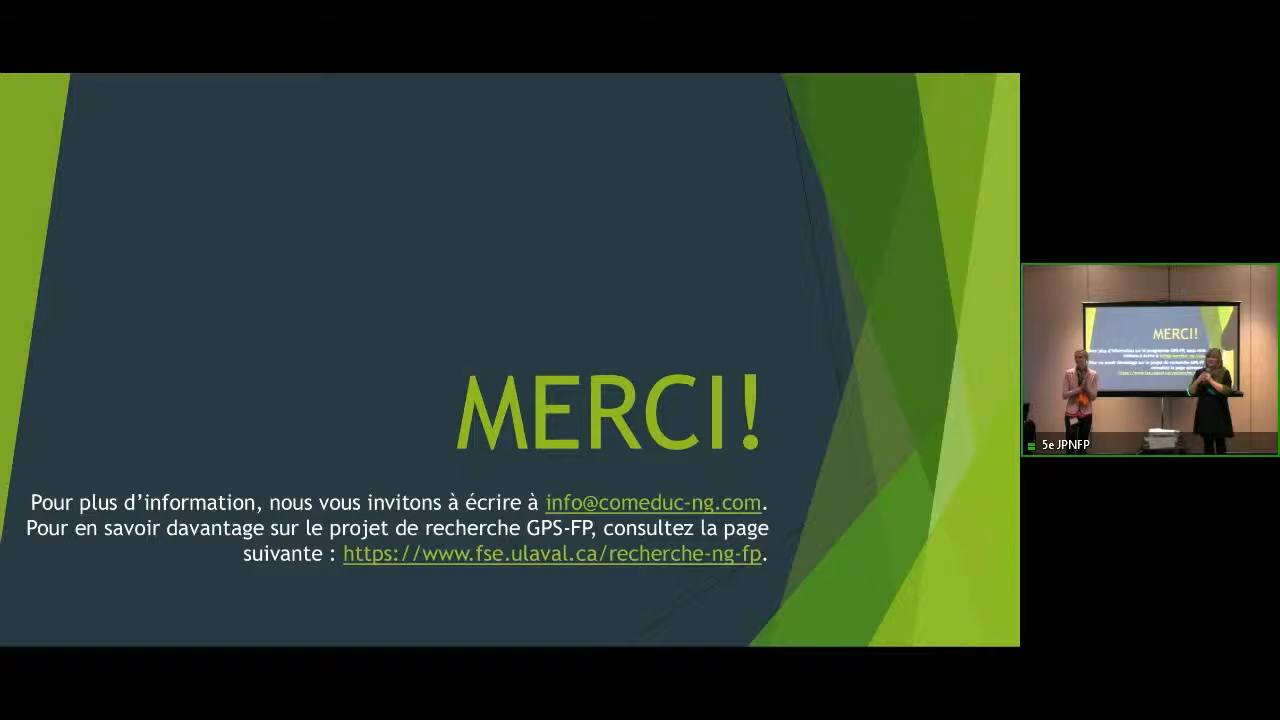 MERCI!
Pour plus d’information, nous vous invitons à écrire à info@comeduc-ng.com.
Pour en savoir davantage sur le projet de recherche GPS-FP, consultez la page
suivante : https://www.fse.ulaval.ca/recherche-ng-fp.
MERCI!
5e JPNFP